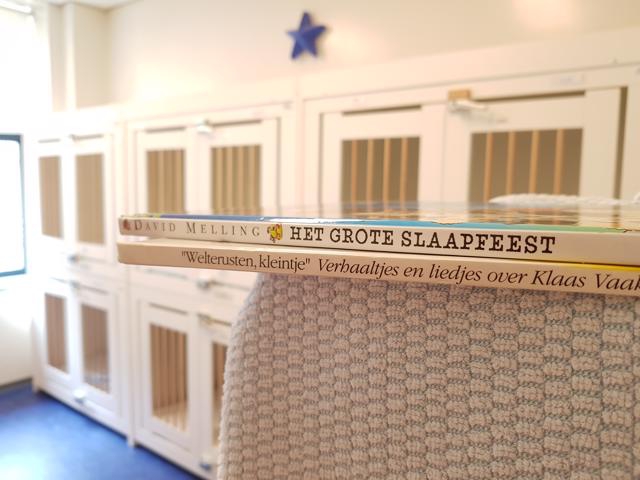 DAVID MELLING HET GROTE SLAAPFEEST
"Welterusten, kleintje" Verhaaltjes en liedjes over Klaas Vaak